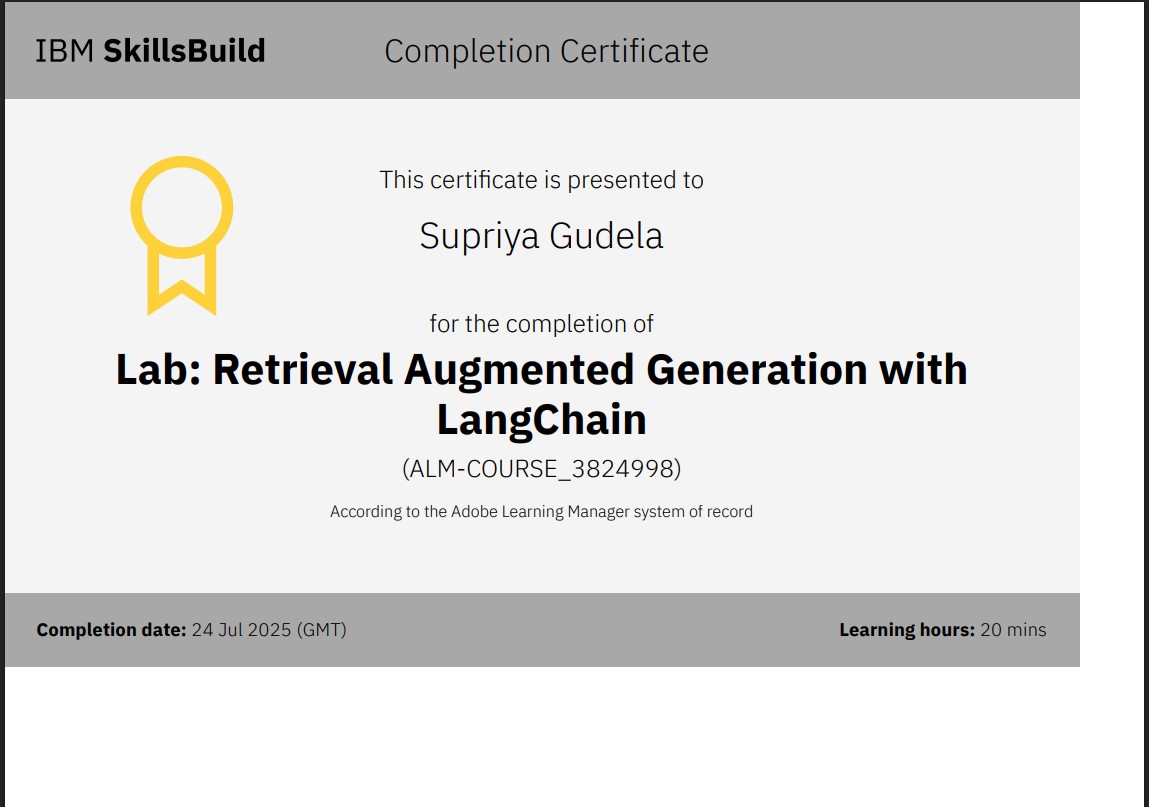 IBM SkillsBuild
Completion Certificate
This certificate is presented to
Supriya Gudela
for the completion of
Lab: Retrieval Augmented Generation with
LangChain
(ALM-COURSE_3824998)
According to the Adobe Learning Manager system of record
Completion date: 24 Jul 2025 (GMT)
Learning hours: 20 mins